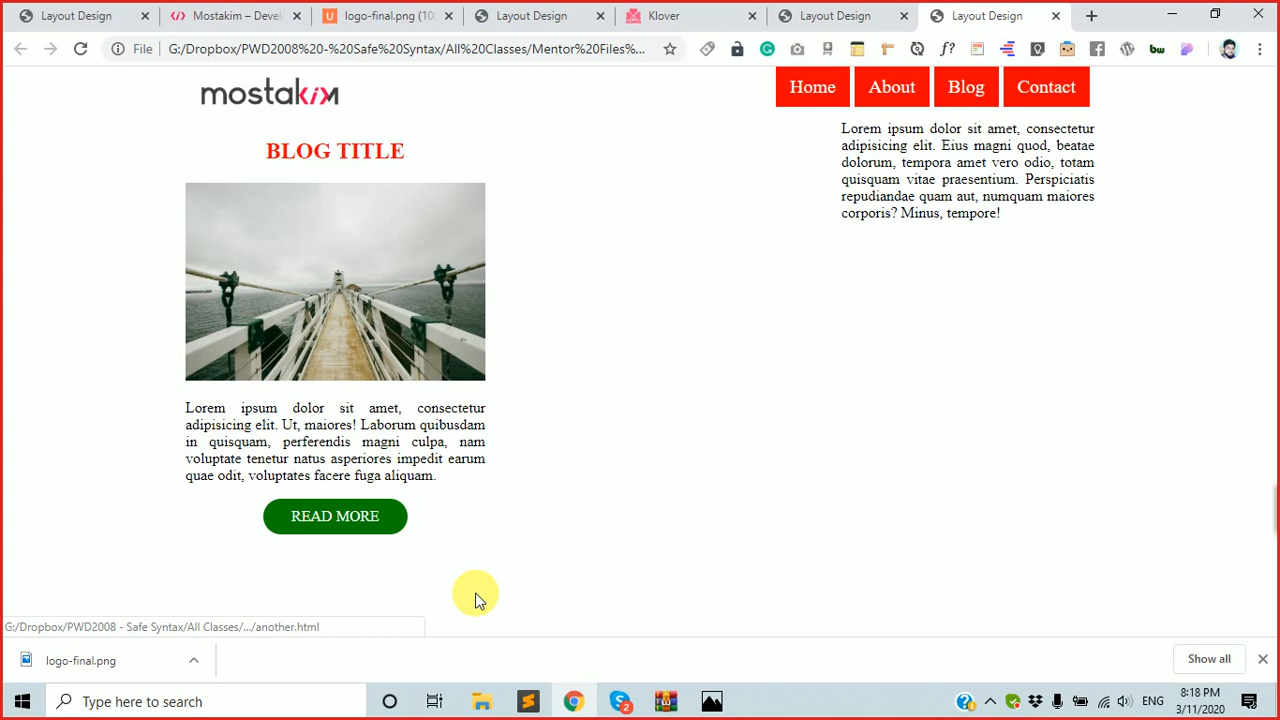 Layout Design
Mostakim – Devel
logo-final.png (10
Layout Design
Klover
Layout Design
Layout Design
File
G:/Dropbox/PWD2008%20-%20Safe%20Syntax/All%20Classes/Mentor%20Files%...
f?
bw
mostakiM
Home
About
Blog
Contact
BLOG TITLE
Lorem ipsum dolor sit amet, consectetur
adipisicing elit. Ut, maiores! Laborum quibusdam
in quisquam, perferendis magni culpa, nam
voluptate tenetur natus asperiores impedit earum
quae odit, voluptates facere fuga aliquam.
READ MORE
Lorem ipsum dolor sit amet, consectetur
adipisicing elit. Eius magni quod, beatae
dolorum, tempora amet vero odio, totam
quisquam vitae praesentium. Perspiciatis
repudiandae quam aut, numquam maiores
corporis? Minus, tempore!
G:/Dropbox/PWD2008 - Safe Syntax/All Classes/.../another.html
logo-final.png
Show all
Type here to search
2
ENG
8:18 PM
3/11/2020